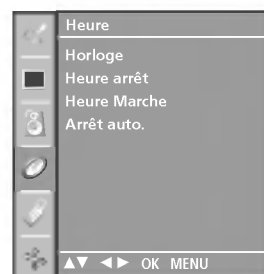 Heure
Horloge
Heure arrêt
Heure Marche
Arrêt auto.
▲▼ ◄► OK MENU